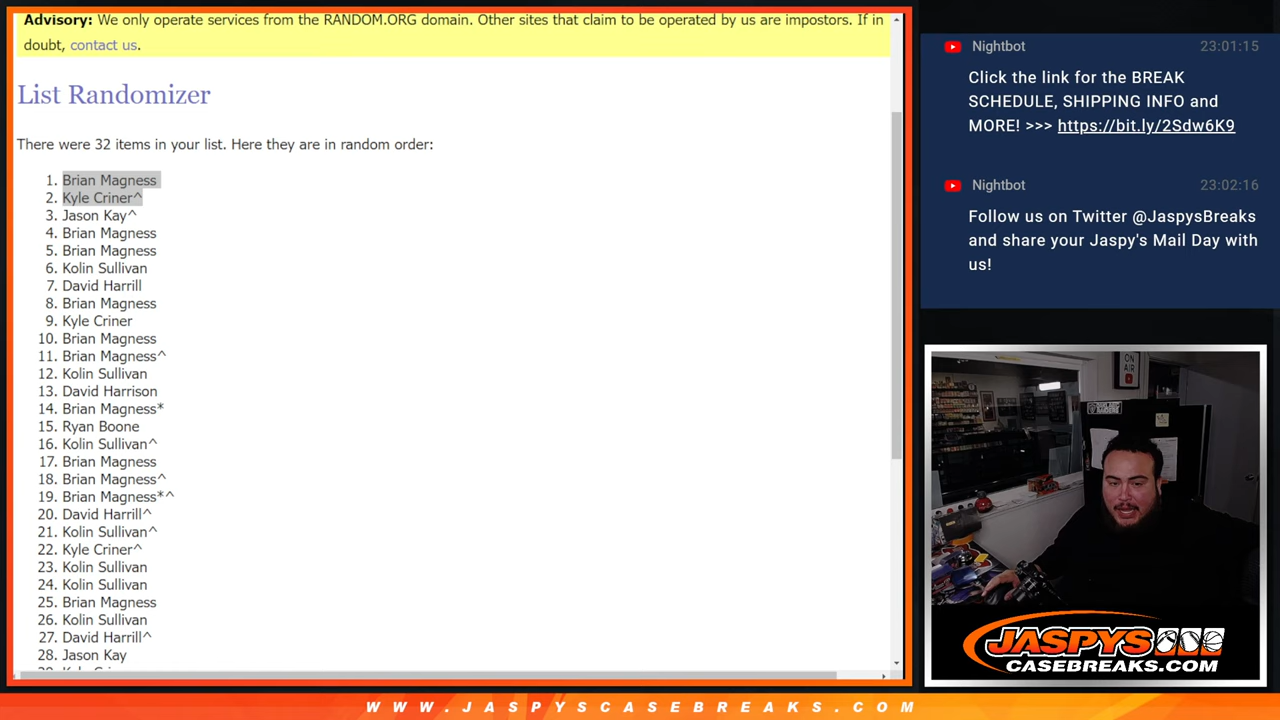 Advisory: We only operate services from the RANDOM.ORG domain. Other sites that claim to be operated by us are impostors. If in
doubt, contact us.
List Randomizer
There were 32 items in your list. Here they are in random order:
1. Brian Magness
2. Kyle Criner^
3. Jason Kay^
4. Brian Magness
5. Brian Magness
6. Kolin Sullivan
7. David Harrill
8. Brian Magness
9. Kyle Criner
10. Brian Magness
11. Brian Magness^
12. Kolin Sullivan
13. David Harrison
14. Brian Magness*
15. Ryan Boone
16. Kolin Sullivan^
17. Brian Magness
18. Brian Magness^
19. Brian Magness*^
20. David Harrill^
21. Kolin Sullivan^
22. Kyle Criner^
23. Kolin Sullivan
24. Kolin Sullivan
25. Brian Magness
26. Kolin Sullivan
27. David Harrill^
28. Jason Kay
Nightbot 23:01:15
Click the link for the BREAK
SCHEDULE, SHIPPING INFO and
MORE! >>> https://bit.ly/2Sdw6K9
Nightbot 23:02:16
Follow us on Twitter @JaspysBreaks
and share your Jaspy's Mail Day with
us!
ON
AIR
JASPYS
CASEBREAKS.COM
WWW.JASPYSCASEBREAKS.COM